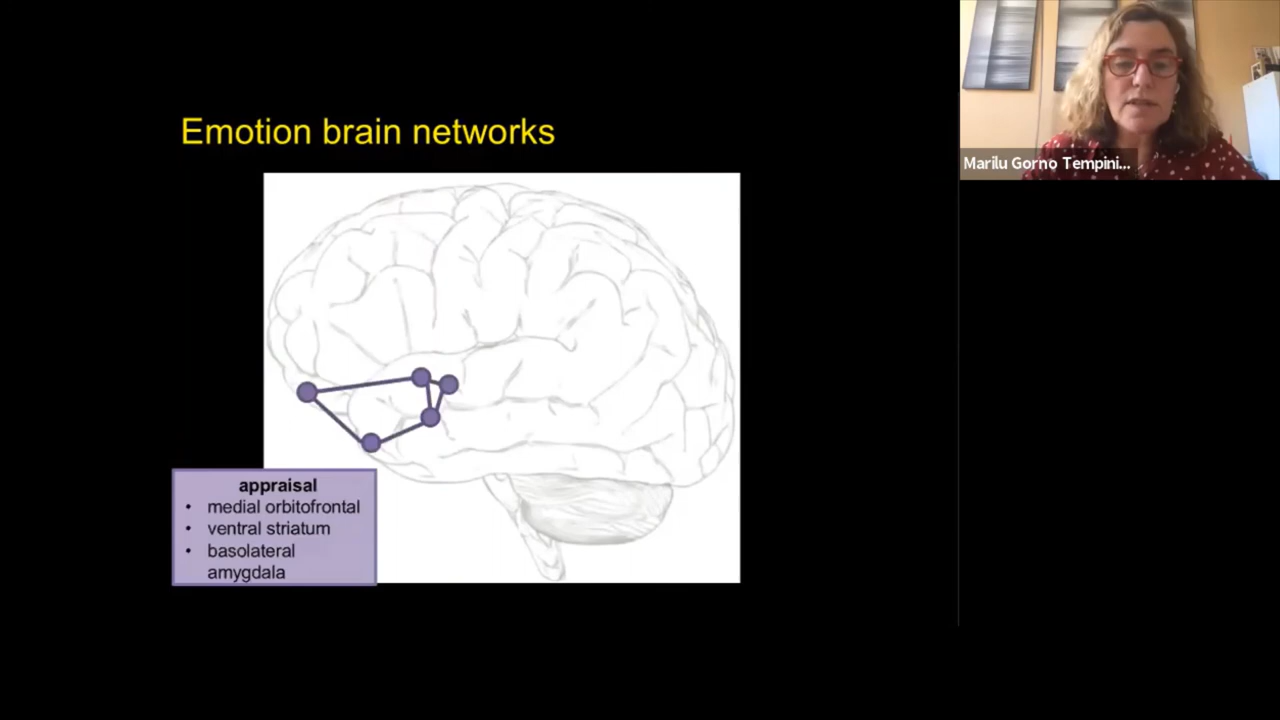 Emotion brain networks
Marilu Gorno Tempini...
appraisal
• medial orbitofrontal
• ventral striatum
• basolateral
amygdala